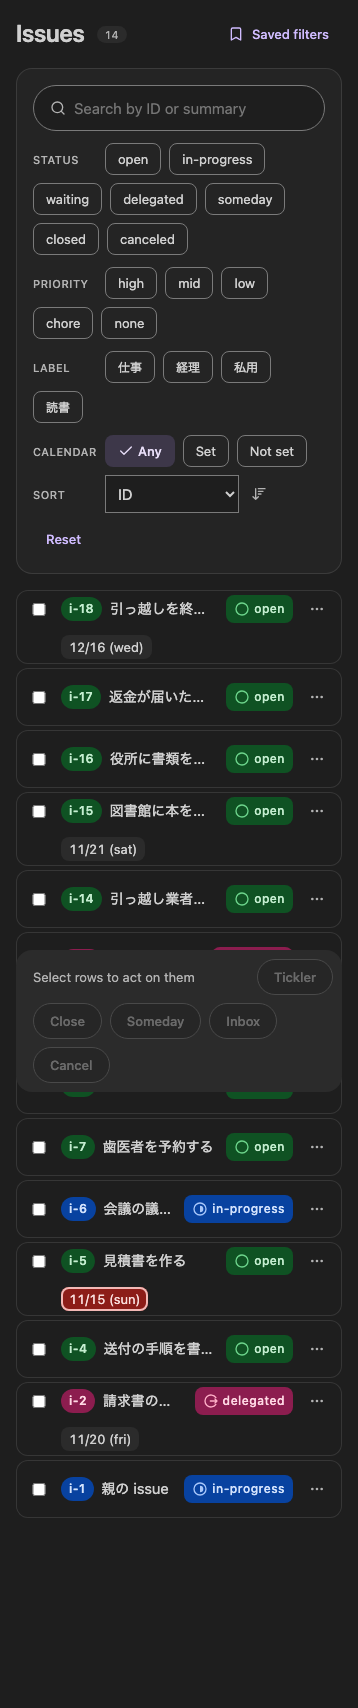 Issues 14 Saved filters
Search by ID or summary
STATUS open in-progress
waiting delegated someday
closed canceled
PRIORITY high mid low
chore none
LABEL 仕事 経理 私用
読書
CALENDAR Any Set Not set
SORT ID
Reset
i-18 引っ越しを終... open
12/16 (wed)
i-17 返金が届いた... open
i-16 役所に書類を... open
i-15 図書館に本を... open
11/21 (sat)
i-14 引っ越し業者... open
Select rows to act on them Tickler
Close Someday Inbox
Cancel
i-7 歯医者を予約する open
i-6 会議の議... in-progress
i-5 見積書を作る open
11/15 (sun)
i-4 送付の手順を書... open
i-2 請求書の... delegated
11/20 (fri)
i-1 親の issue in-progress